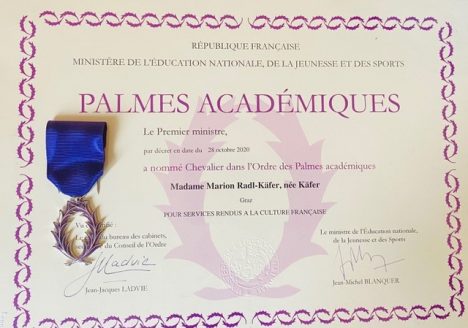 RÉPUBLIQUE FRANÇAISE
MINISTÈRE DE L'ÉDUCATION NATIONALE, DE LA JEUNESSE ET DES SPORTS
PALMES ACADÉMIQUES
Le Premier ministre,
par décret en date du 28 octobre 2020
a nommé Chevalier dans l'Ordre des Palmes académiques
Madame Marion Radl-Käfer, née Käfer
Graz
POUR SERVICES RENDUS A LA CULTURE FRANÇAISE
Vu
du bureau des cabinets,
du Conseil de l'Ordre
Jean-Jacques LADVIE
Le ministre de l'Éducation nationale,
de la Jeunesse et des Sports
Jean-Michel BLANQUER